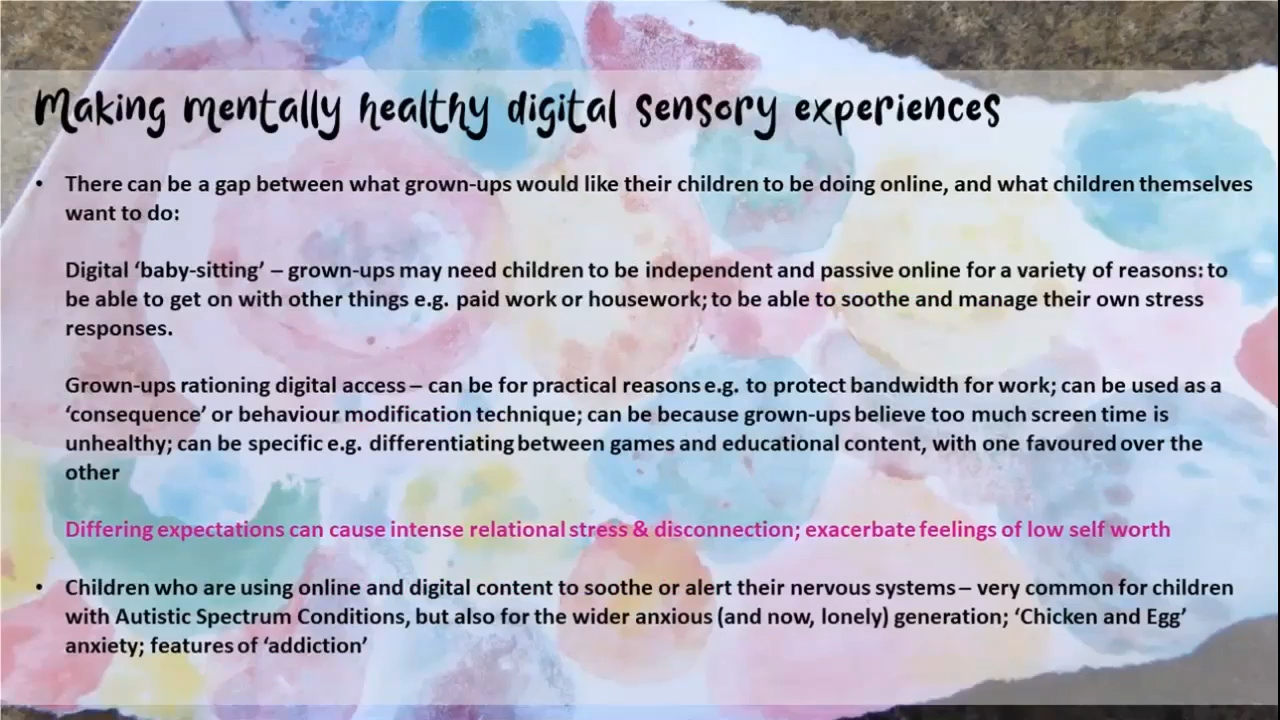 Making mentally healthy digital sensory experiences
• There can be a gap between what grown-ups would like their children to be doing online, and what children themselves
want to do:
Digital ‘baby-sitting’ – grown-ups may need children to be independent and passive online for a variety of reasons: to
be able to get on with other things e.g. paid work or housework; to be able to soothe and manage their own stress
responses.
Grown-ups rationing digital access – can be for practical reasons e.g. to protect bandwidth for work; can be used as a
‘consequence’ or behaviour modification technique; can be because grown-ups believe too much screen time is
unhealthy; can be specific e.g. differentiating between games and educational content, with one favoured over the
other
Differing expectations can cause intense relational stress & disconnection; exacerbate feelings of low self worth
• Children who are using online and digital content to soothe or alert their nervous systems – very common for children
with Autistic Spectrum Conditions, but also for the wider anxious (and now, lonely) generation; ‘Chicken and Egg’
anxiety; features of ‘addiction’